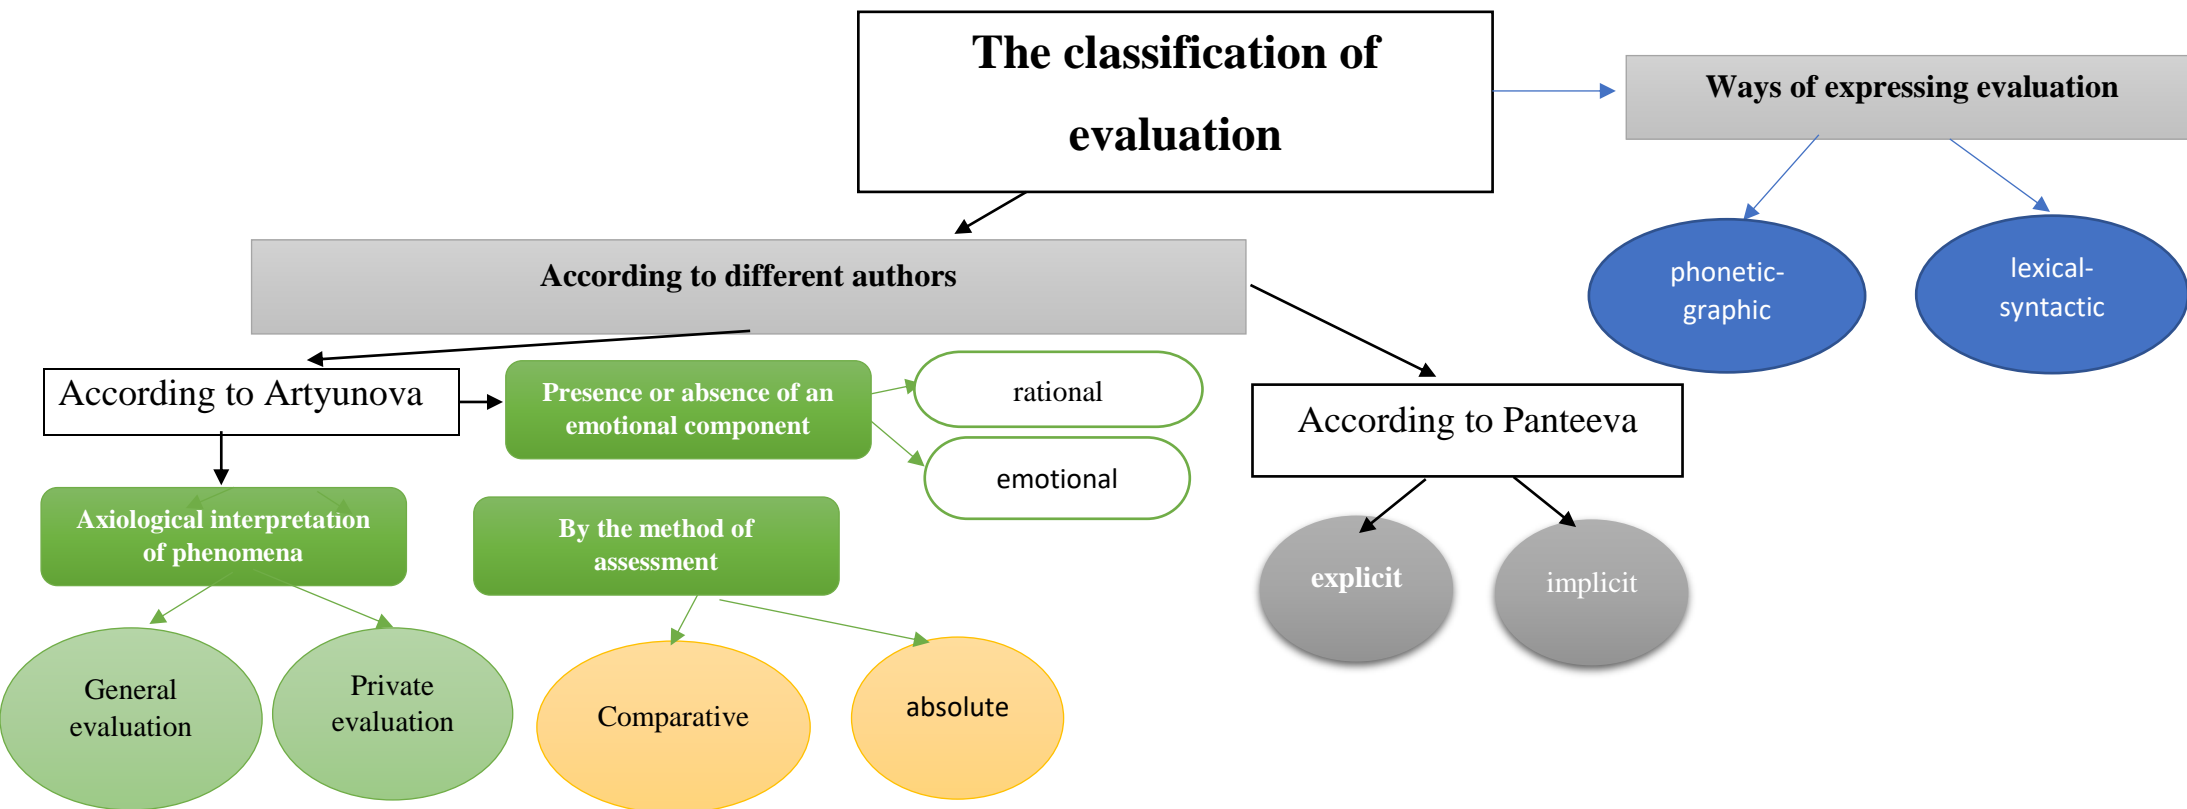 The classification of
evaluation
Ways of expressing evaluation
phonetic-
graphic
lexical-
syntactic
According to different authors
According to Artyunova
Presence or absence of an
emotional component
rational
emotional
According to Panteeva
Axiological interpretation
of phenomena
By the method of
assessment
explicit
implicit
General
evaluation
Private
evaluation
Comparative
absolute